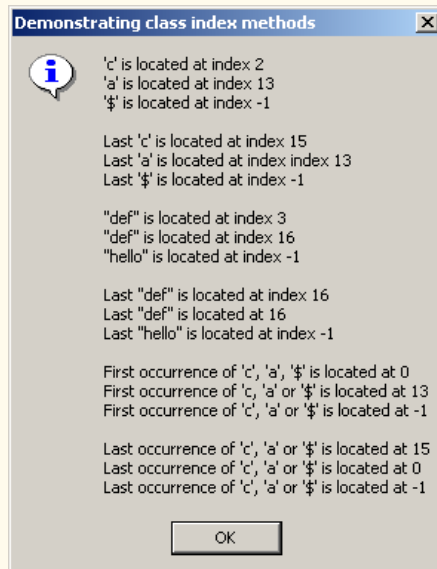 Demonstrating class index methods
'c' is located at index 2
'a' is located at index 13
'$' is located at index -1
Last 'c' is located at index 15
Last 'a' is located at index index 13
Last '$' is located at index -1
"def" is located at index 3
"def" is located at index 16
"hello" is located at index -1
Last "def" is located at index 16
Last "def" is located at 16
Last "hello" is located at index -1
First occurrence of 'c', 'a', '$' is located at 0
First occurrence of 'c, 'a' or '$' is located at 13
First occurrence of 'c', 'a' or '$' is located at -1
Last occurrence of 'c', 'a' or '$' is located at 15
Last occurrence of 'c', 'a' or '$' is located at 0
Last occurrence of 'c', 'a' or '$' is located at -1
OK